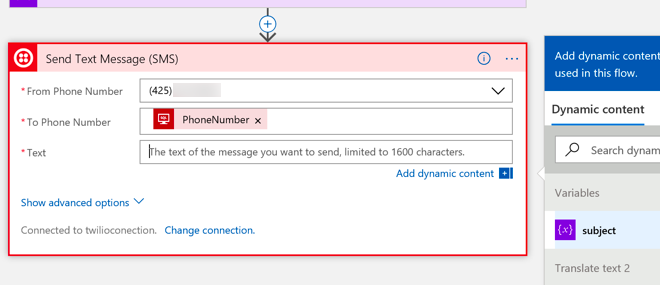 Send Text Message (SMS)
* From Phone Number
(425)
* To Phone Number
SQL
PhoneNumber ×
* Text
The text of the message you want to send, limited to 1600 characters.
Add dynamic content
Show advanced options
Connected to twilioconection. Change connection.
Add dynamic content
used in this flow.
Dynamic content
Search dynam
Variables
{x} subject
Translate text 2